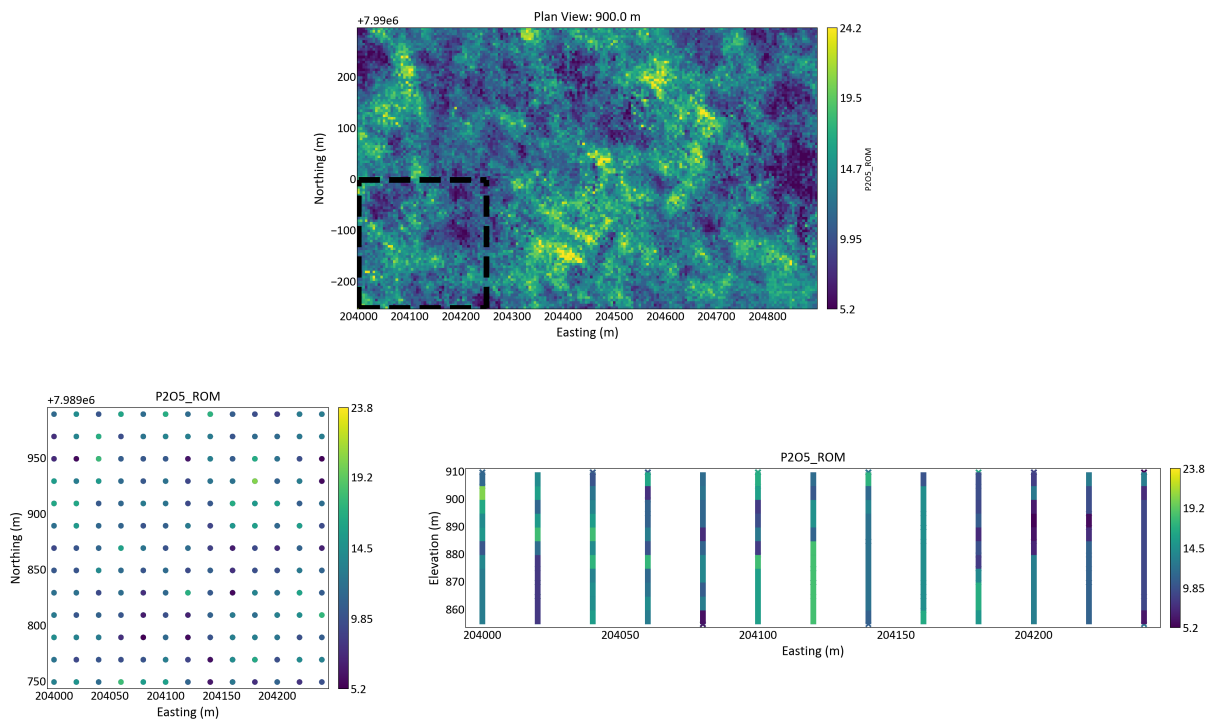 Plan View: 900.0 m
+7.99e6
24.2
200
19.5
100
Northing (m)
14.7
P2O5_ROM
0
−100
9.95
−200
5.2
204000 204100 204200 204300 204400 204500 204600 204700 204800
Easting (m)
P2O5_ROM
+7.989e6
23.8
950
19.2
900
Northing (m)
14.5
850
800
9.85
750
5.2
204000 204050 204100 204150 204200
Easting (m)
P2O5_ROM
910
23.8
900
19.2
890
Elevation (m)
14.5
880
870
9.85
860
5.2
204000 204050 204100 204150 204200
Easting (m)